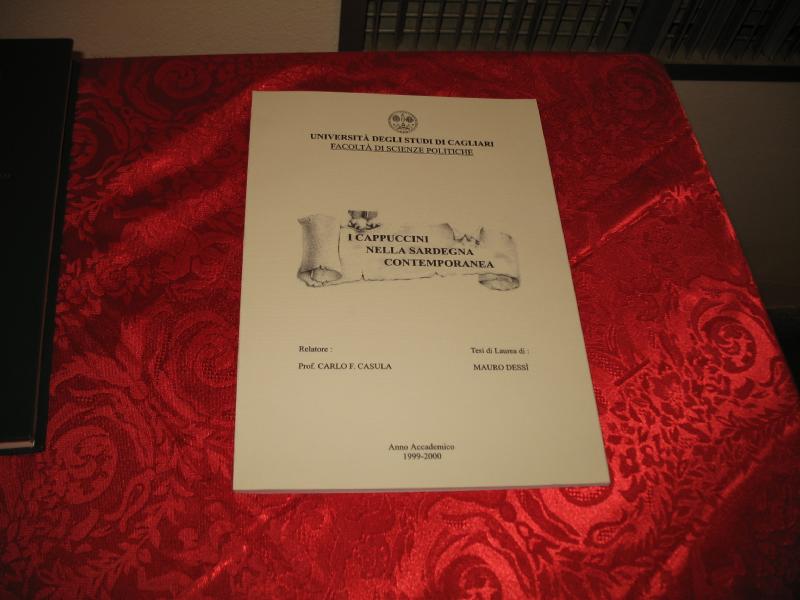 UNIVERSITÀ DEGLI STUDI DI CAGLIARI
FACOLTÀ DI SCIENZE POLITICHE
I CAPPUCCINI
NELLA SARDEGNA
CONTEMPORANEA
Relatore :
Prof. CARLO F. CASULA
Tesi di Laurea di :
MAURO DESSÌ
Anno Accademico
1999-2000